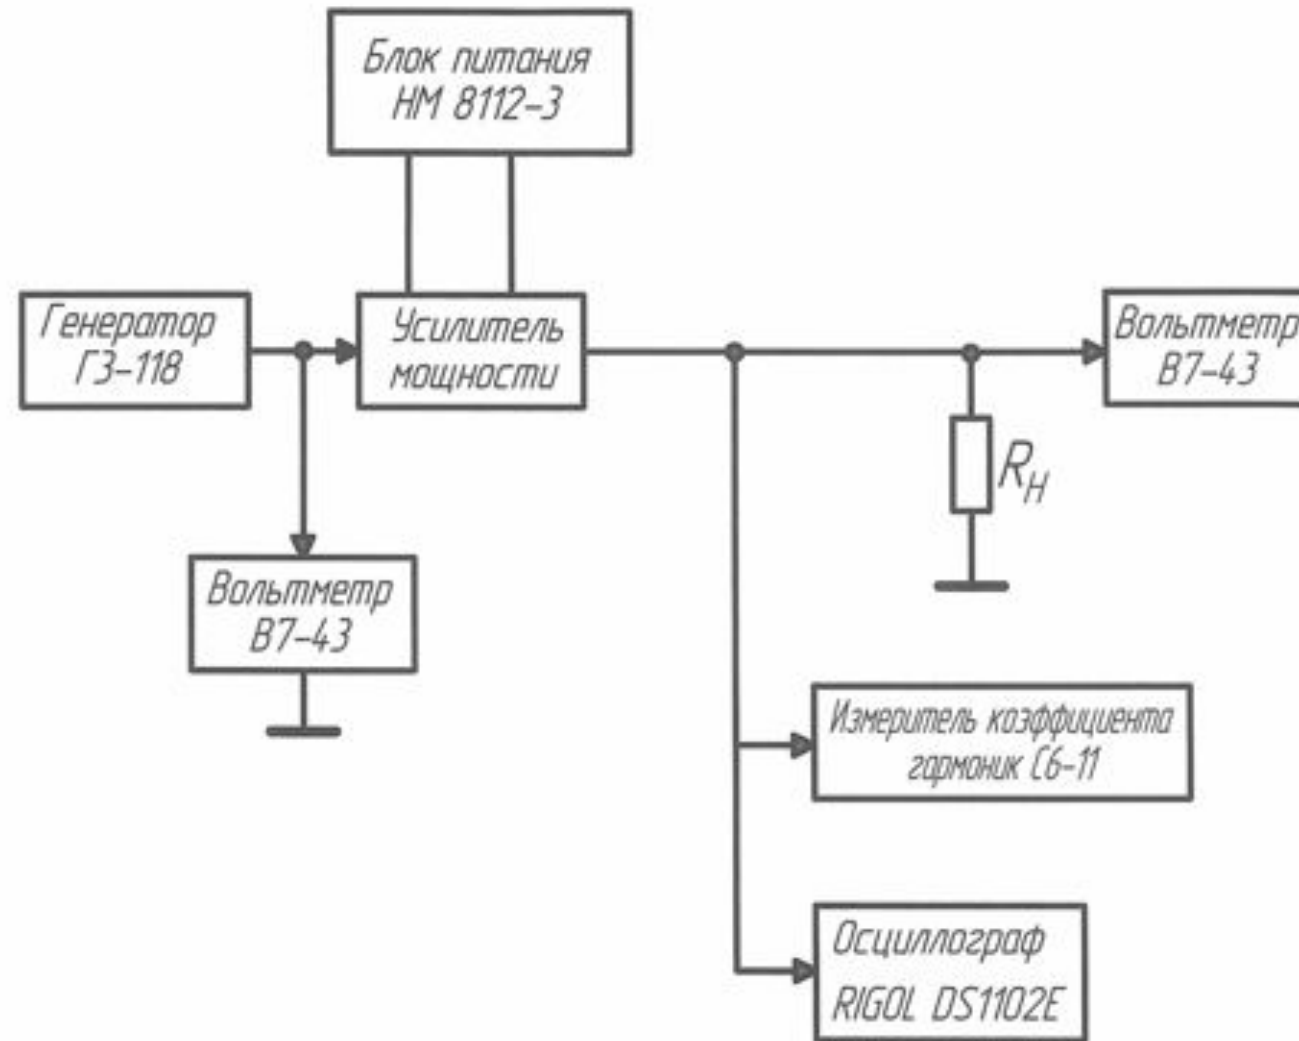 Блок питания
НМ 8112-3
Генератор
Г3-118
Усилитель
мощности
Вольтметр
В7-43
RН
Вольтметр
В7-43
Измеритель коэффициента
гармоник С6-11
Осциллограф
RIGOL DS1102E